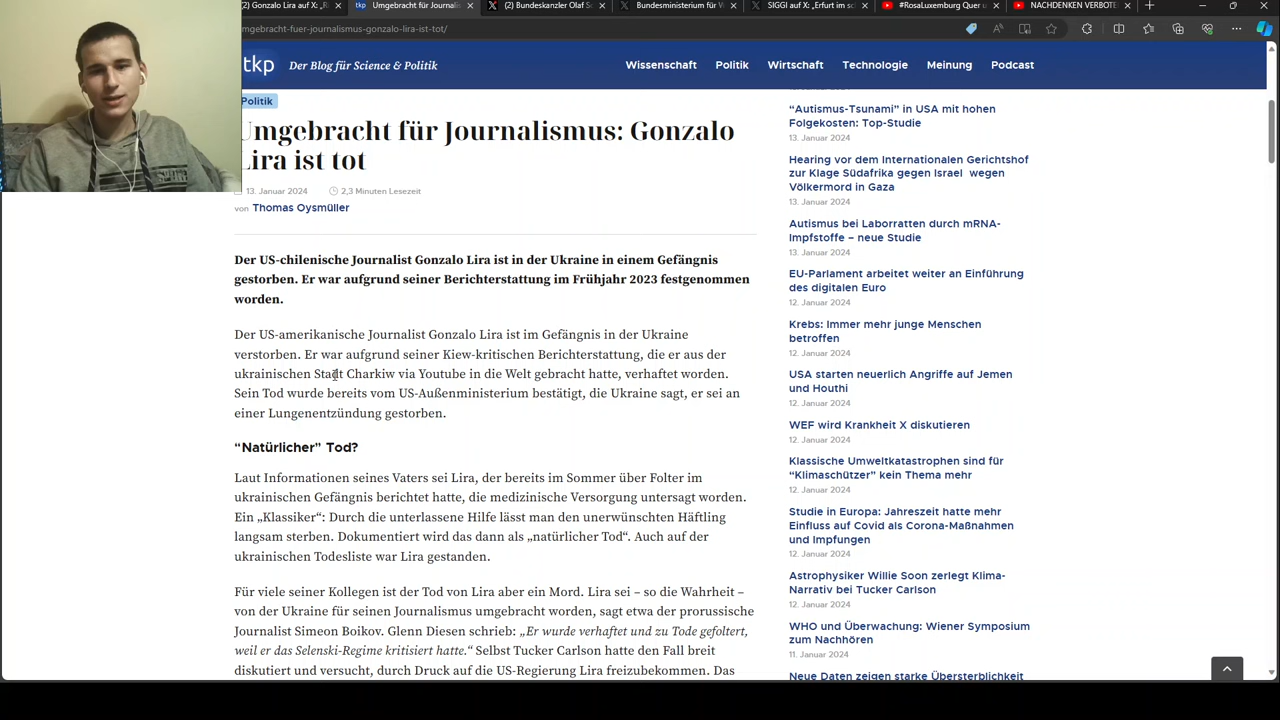 (2) Gonzalo Lira auf X: „R
Umgebracht für Journalis
(2) Bundeskanzler Olaf S
Bundesministerium für V
SIGGI auf X: „Erfurt im sc
#RosaLuxemburg Quer u
NACHDENKEN VERBOTE
mgebracht-fuer-journalismus-gonzalo-lira-ist-tot/
tkp Der Blog für Science & Politik
Wissenschaft Politik Wirtschaft Technologie Meinung Podcast
Politik
Umgebracht für Journalismus: Gonzalo
Lira ist tot
13. Januar 2024 2,3 Minuten Lesezeit
von Thomas Oysmüller
Der US-chilenische Journalist Gonzalo Lira ist in der Ukraine in einem Gefängnis
gestorben. Er war aufgrund seiner Berichterstattung im Frühjahr 2023 festgenommen
worden.
Der US-amerikanische Journalist Gonzalo Lira ist im Gefängnis in der Ukraine
verstorben. Er war aufgrund seiner Kiew-kritischen Berichterstattung, die er aus der
ukrainischen Stadt Charkiw via Youtube in die Welt gebracht hatte, verhaftet worden.
Sein Tod wurde bereits vom US-Außenministerium bestätigt, die Ukraine sagt, er sei an
einer Lungenentzündung gestorben.
“Natürlicher” Tod?
Laut Informationen seines Vaters sei Lira, der bereits im Sommer über Folter im
ukrainischen Gefängnis berichtet hatte, die medizinische Versorgung untersagt worden.
Ein „Klassiker“: Durch die unterlassene Hilfe lässt man den unerwünschten Häftling
langsam sterben. Dokumentiert wird das dann als „natürlicher Tod“. Auch auf der
ukrainischen Todesliste war Lira gestanden.
Für viele seiner Kollegen ist der Tod von Lira aber ein Mord. Lira sei – so die Wahrheit –
von der Ukraine für seinen Journalismus umgebracht worden, sagt etwa der prorussische
Journalist Simeon Boikov. Glenn Diesen schrieb: „Er wurde verhaftet und zu Tode gefoltert,
weil er das Selenski-Regime kritisiert hatte.“ Selbst Tucker Carlson hatte den Fall breit
diskutiert und versucht, durch Druck auf die US-Regierung Lira freizubekommen. Das
“Autismus-Tsunami” in USA mit hohen
Folgekosten: Top-Studie
13. Januar 2024
Hearing vor dem Internationalen Gerichtshof
zur Klage Südafrika gegen Israel wegen
Völkermord in Gaza
13. Januar 2024
Autismus bei Laborratten durch mRNA-
Impfstoffe – neue Studie
13. Januar 2024
EU-Parlament arbeitet weiter an Einführung
des digitalen Euro
12. Januar 2024
Krebs: Immer mehr junge Menschen
betroffen
12. Januar 2024
USA starten neuerlich Angriffe auf Jemen
und Houthi
12. Januar 2024
WEF wird Krankheit X diskutieren
12. Januar 2024
Klassische Umweltkatastrophen sind für
“Klimaschützer” kein Thema mehr
12. Januar 2024
Studie in Europa: Jahreszeit hatte mehr
Einfluss auf Covid als Corona-Maßnahmen
und Impfungen
12. Januar 2024
Astrophysiker Willie Soon zerlegt Klima-
Narrativ bei Tucker Carlson
12. Januar 2024
WHO und Überwachung: Wiener Symposium
zum Nachhören
11. Januar 2024
Neue Daten zeigen starke Übersterblichkeit